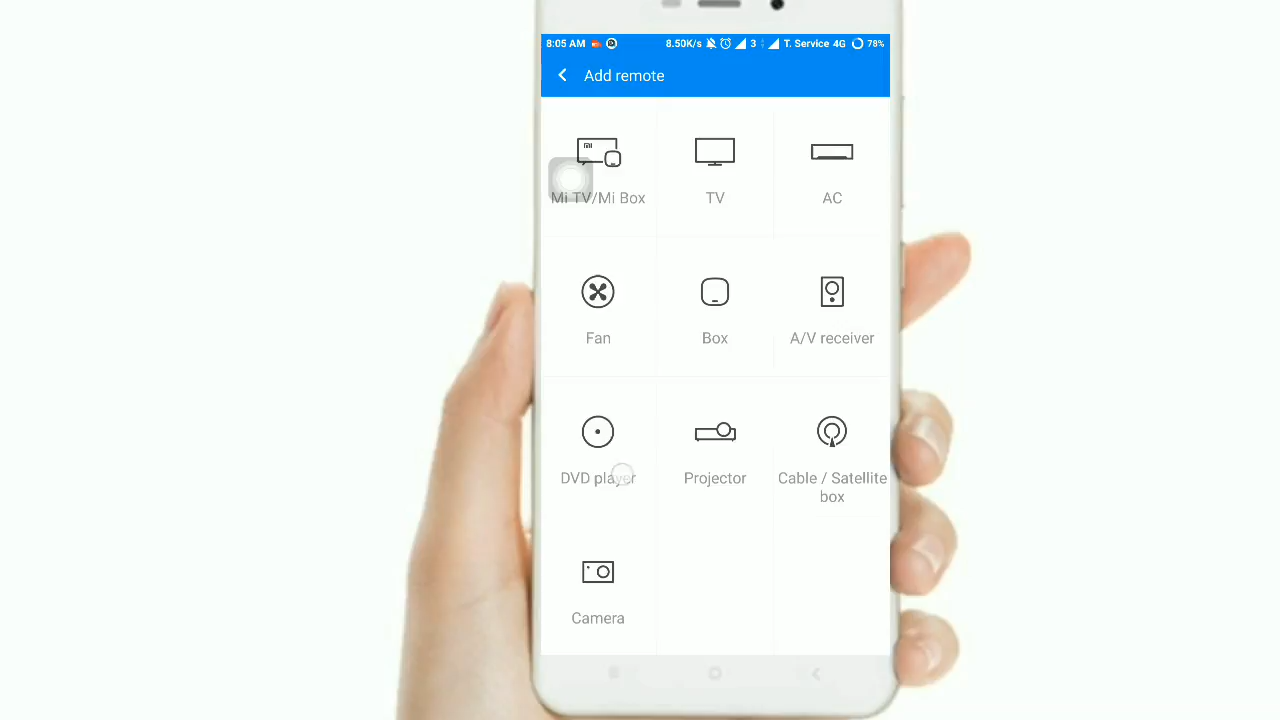 8:05 AM 8.50K/s 3 T. Service 4G 78%
Add remote
Mi TV/Mi Box TV AC
Fan Box A/V receiver
DVD player Projector Cable / Satellite
box
Camera